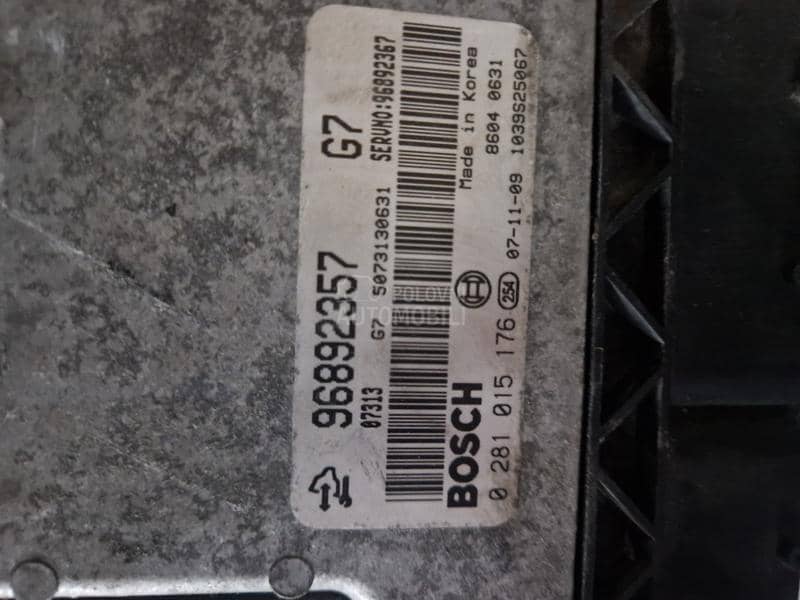 96892357 G7
07313 G7 5073130631 SERVNO:96892367
Made in Korea
BOSCH 8604 0631
0 281 015 176 254 07-11-09 1039S25067
POLOVNI
AUTOMOBILI